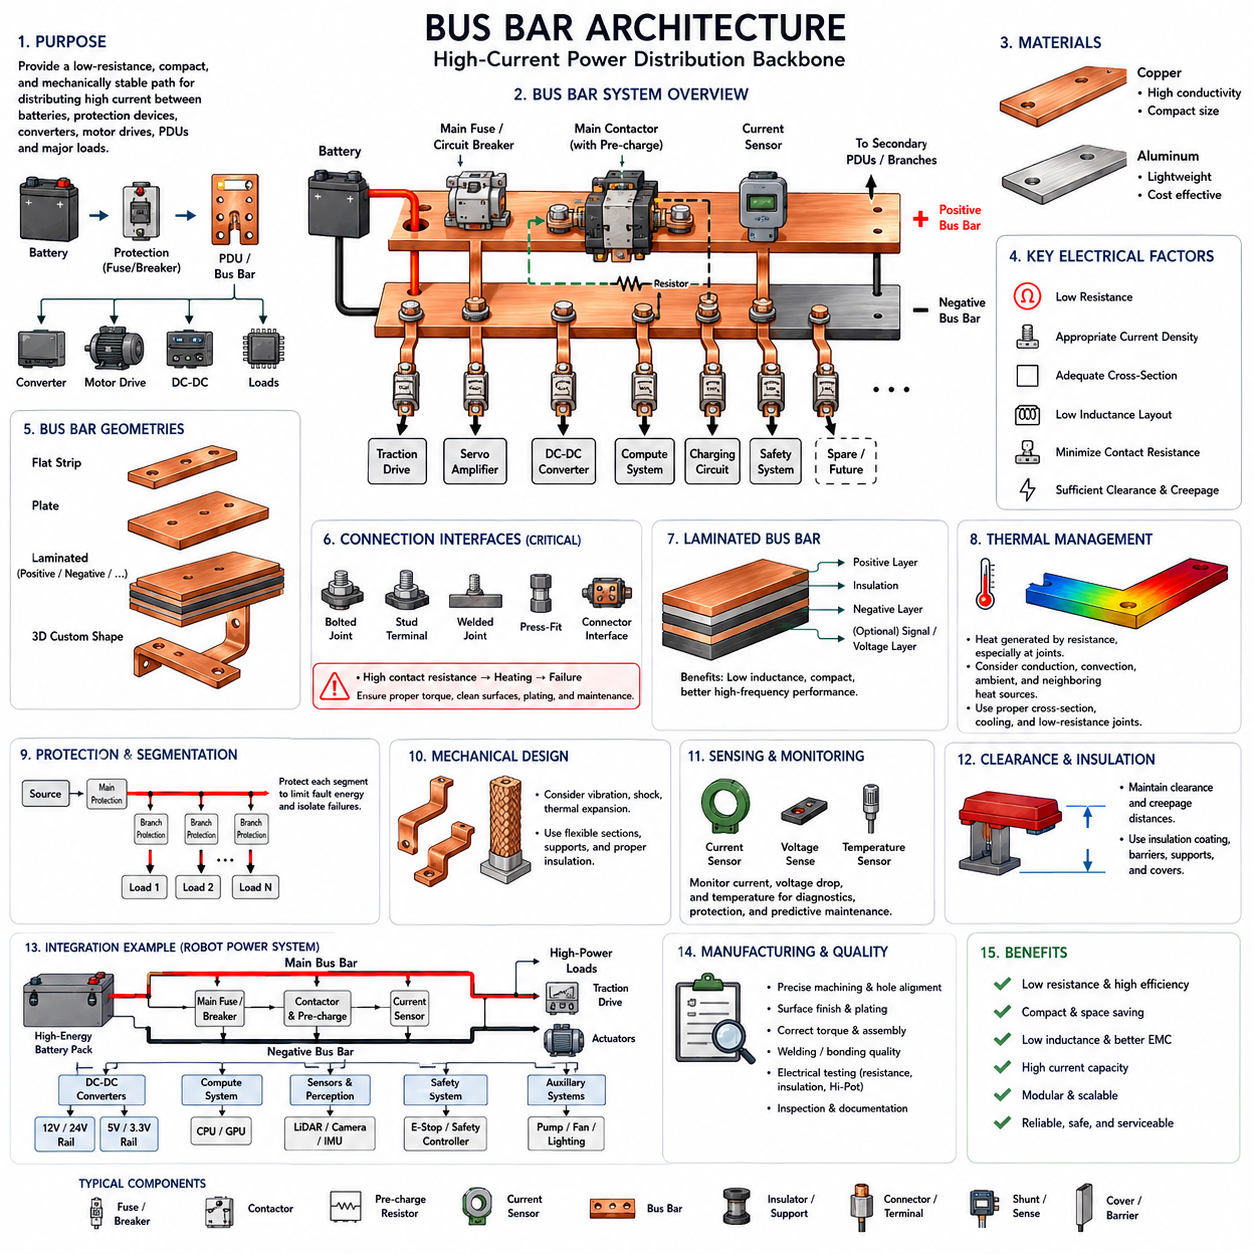 BUS BAR ARCHITECTURE
High-Current Power Distribution Backbone
1. PURPOSE
Provide a low-resistance, compact,
and mechanically stable path for
distributing high current between
batteries, protection devices,
converters, motor drives, PDUs
and major loads.
Battery
Protection
(Fuse/Breaker)
PDU /
Bus Bar
Converter
Motor Drive
DC-DC
Loads
2. BUS BAR SYSTEM OVERVIEW
Battery
Main Fuse /
Circuit Breaker
Main Contactor
(with Pre-charge)
Current
Sensor
To Secondary
PDUs / Branches
+ Positive
Bus Bar
Resistor
− Negative
Bus Bar
Traction
Drive
Servo
Amplifier
DC-DC
Converter
Compute
System
Charging
Circuit
Safety
System
Spare /
Future
3. MATERIALS
Copper
• High conductivity
• Compact size
Aluminum
• Lightweight
• Cost effective
4. KEY ELECTRICAL FACTORS
Ω
Low Resistance
Appropriate Current Density
Adequate Cross-Section
Low Inductance Layout
Minimize Contact Resistance
Sufficient Clearance & Creepage
5. BUS BAR GEOMETRIES
Flat Strip
Plate
Laminated
(Positive / Negative / ...)
3D Custom Shape
6. CONNECTION INTERFACES (CRITICAL)
Bolted
Joint
Stud
Terminal
Welded
Joint
Press-Fit
Connector
Interface
• High contact resistance → Heating → Failure
Ensure proper torque, clean surfaces, plating, and maintenance.
7. LAMINATED BUS BAR
Positive Layer
Insulation
Negative Layer
(Optional) Signal /
Voltage Layer
Benefits: Low inductance, compact,
better high-frequency performance.
8. THERMAL MANAGEMENT
• Heat generated by resistance,
especially at joints.
• Consider conduction, convection,
ambient, and neighboring
heat sources.
• Use proper cross-section,
cooling, and low-resistance joints.
9. PROTECTION & SEGMENTATION
Source
Main
Protection
Protect each segment
to limit fault energy
and isolate failures.
Branch
Protection
Branch
Protection
Branch
Protection
...
Load 1
Load 2
Load N
10. MECHANICAL DESIGN
• Consider vibration, shock,
thermal expansion.
• Use flexible sections,
supports, and proper
insulation.
11. SENSING & MONITORING
Current
Sensor
Voltage
Sense
Temperature
Sensor
Monitor current, voltage drop,
and temperature for diagnostics,
protection, and predictive maintenance.
12. CLEARANCE & INSULATION
• Maintain clearance
and creepage
distances.
• Use insulation coating,
barriers, supports,
and covers.
13. INTEGRATION EXAMPLE (ROBOT POWER SYSTEM)
Main Bus Bar
High-Energy
Battery Pack
Main Fuse /
Breaker
Contactor
& Pre-charge
Current
Sensor
Negative Bus Bar
High-Power
Loads
Traction
Drive
Actuators
DC-DC
Converters
Compute
System
Sensors &
Perception
Safety
System
Auxillary
Systems
12V / 24V
Rail
5V / 3.3V
Rail
CPU / GPU
LiDAR / Camera
/ IMU
E-Stop / Safety
Controller
Pump / Fan /
Lighting
14. MANUFACTURING & QUALITY
• Precise machining & hole alignment
• Surface finish & plating
• Correct torque & assembly
• Welding / bonding quality
• Electrical testing (resistance,
insulation, Hi-Pot)
• Inspection & documentation
15. BENEFITS
Low resistance & high efficiency
Compact & space saving
Low inductance & better EMC
High current capacity
Modular & scalable
Reliable, safe, and serviceable
TYPICAL COMPONENTS
Fuse /
Breaker
Contactor
Pre-charge
Resistor
Current
Sensor
Bus Bar
Insulator /
Support
Connector /
Terminal
Shunt /
Sense
Cover /
Barrier